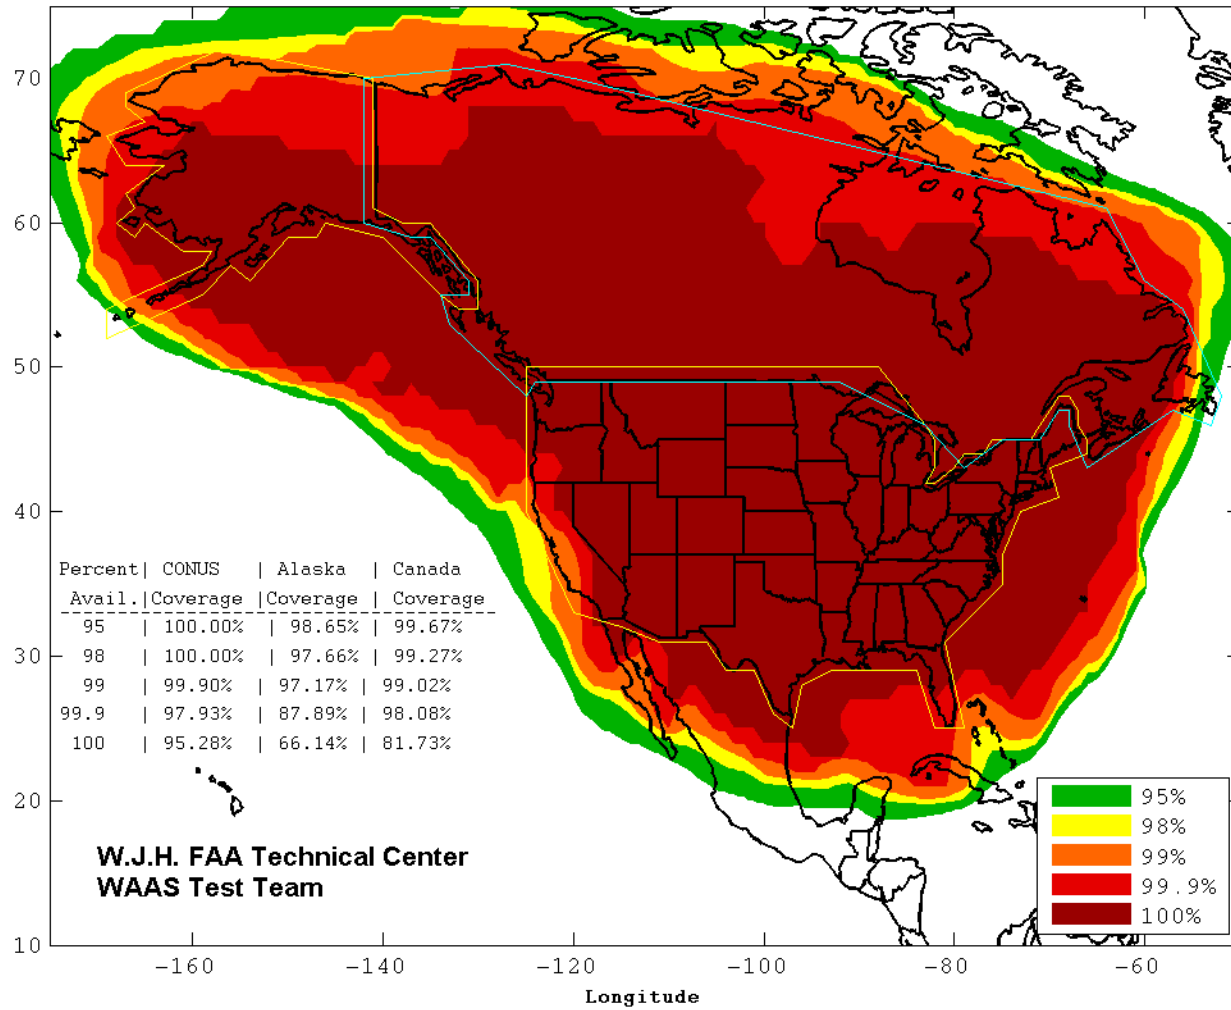 70
60
50
40
Percent| CONUS | Alaska | Canada
Avail.|Coverage |Coverage | Coverage
95 | 100.00% | 98.65% | 99.67%
30
98 | 100.00% | 97.66% | 99.27%
99 | 99.90% | 97.17% | 99.02%
99.9 | 97.93% | 87.89% | 98.08%
100 | 95.28% | 66.14% | 81.73%
20
95%
98%
W.J.H. FAA Technical Center
99%
WAAS Test Team
99.9%
100%
10
-160 -140 -120 -100 -80 -60
Longitude